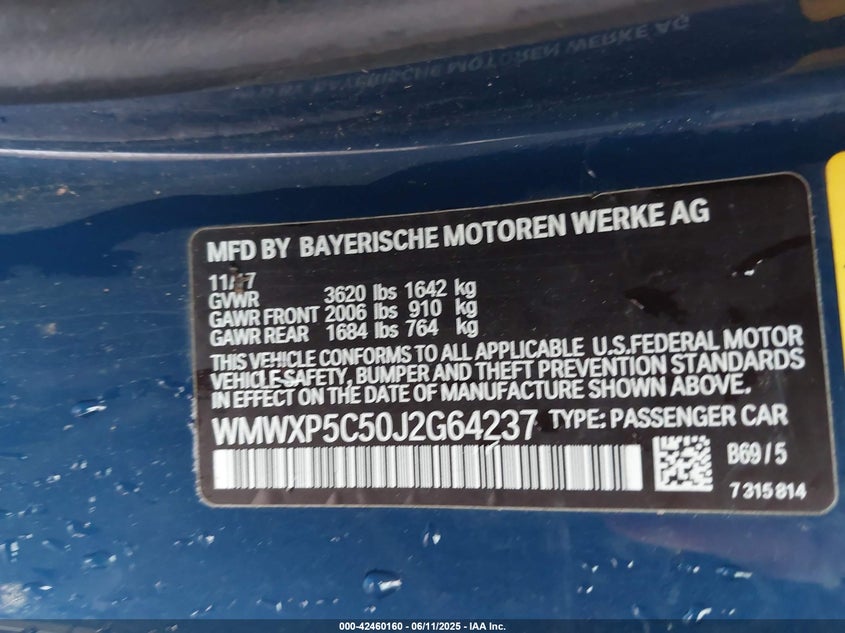 MFD BY BAYERISCHE MOTOREN WERKE AG
11/17
GVWR 3620 lbs 1642 kg
GAWR FRONT 2006 lbs 910 kg
GAWR REAR 1684 lbs 764 kg
THIS VEHICLE CONFORMS TO ALL APPLICABLE U.S.FEDERAL MOTOR
VEHICLE SAFETY, BUMPER AND THEFT PREVENTION STANDARDS
IN EFFECT ON THE DATE OF MANUFACTURE SHOWN ABOVE.
WMWXP5C50J2G64237 TYPE: PASSENGER CAR
B69/5
7315814
000-42460160 - 06/11/2025 - IAA Inc.